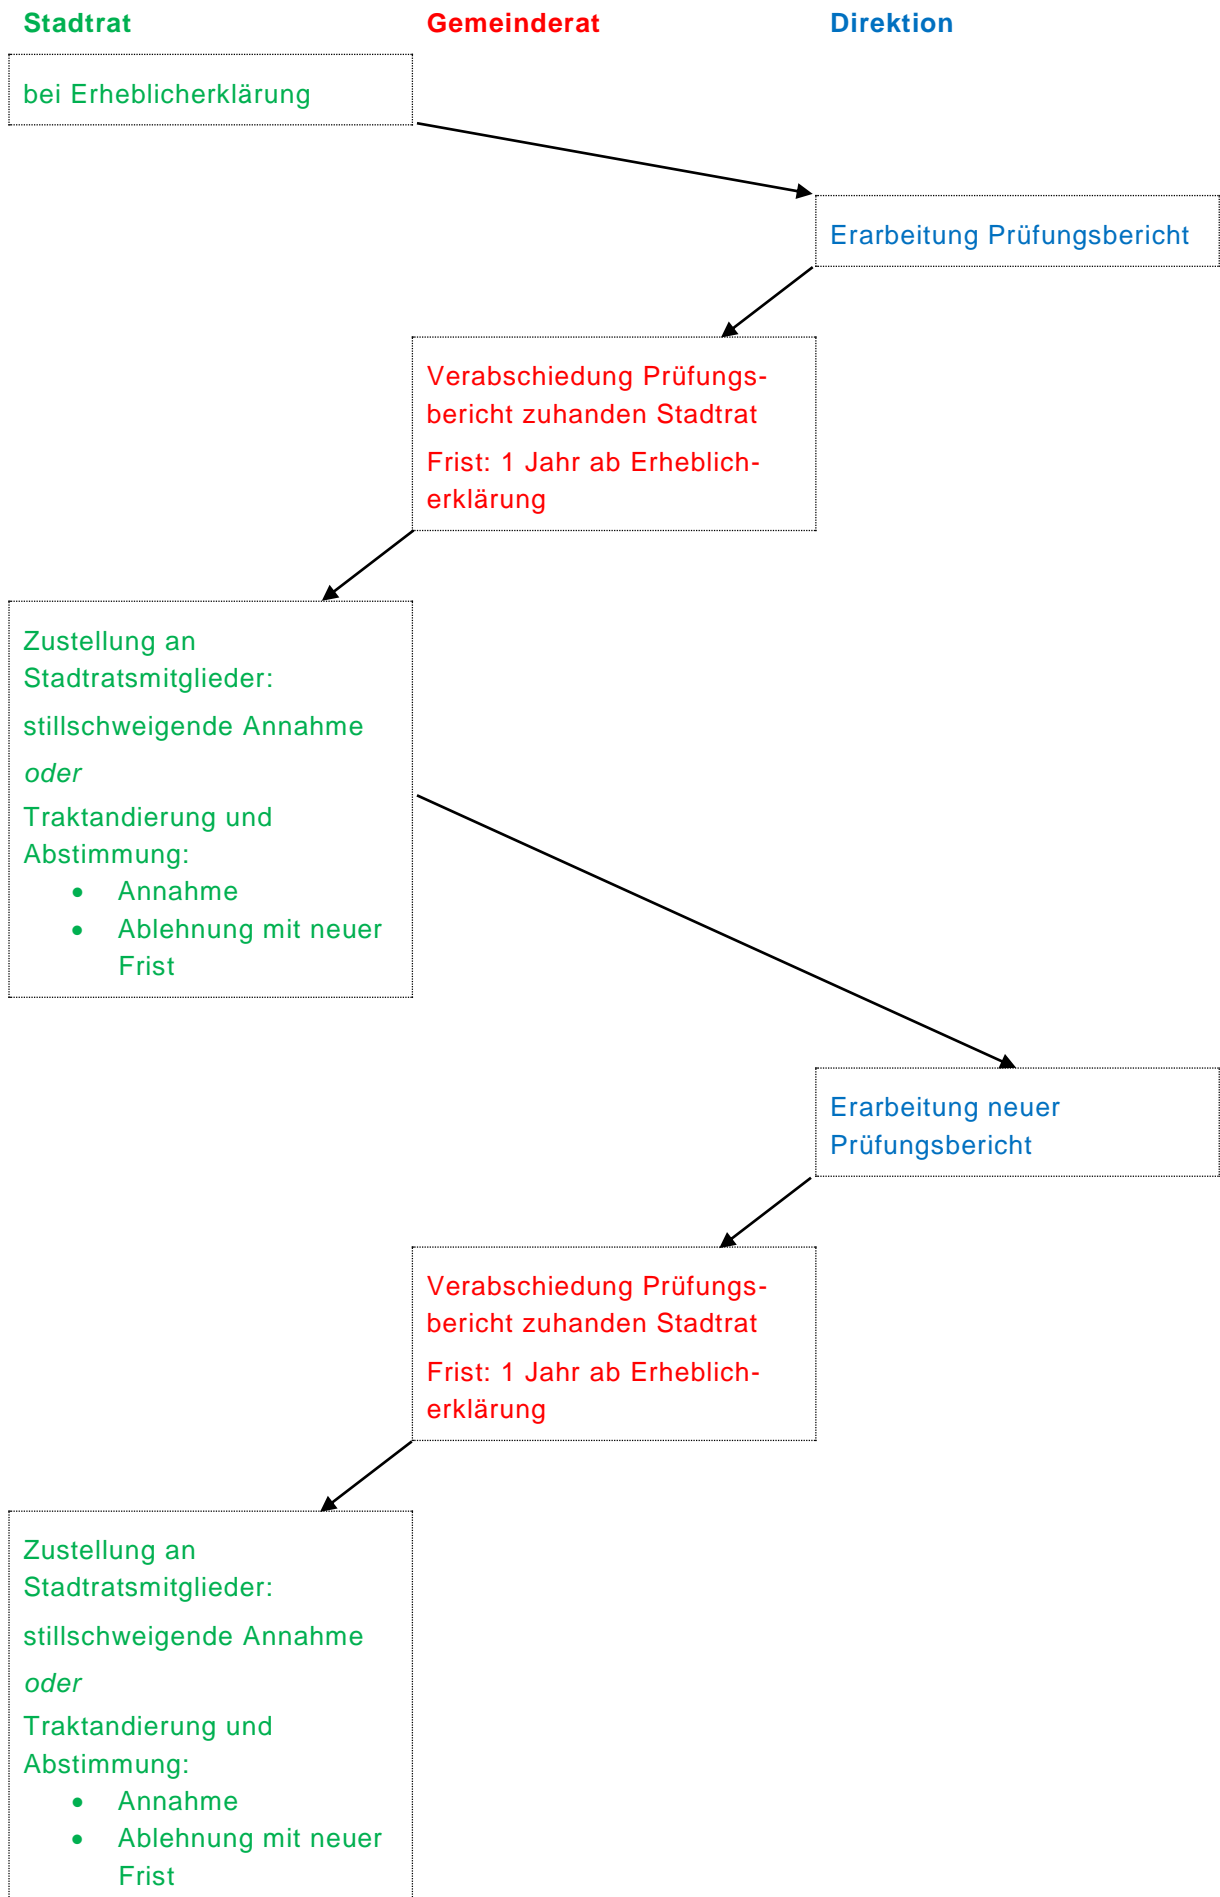 Stadtrat
Gemeinderat
Direktion
bei Erheblicherklärung
Erarbeitung Prüfungsbericht
Verabschiedung Prüfungs-
bericht zuhanden Stadtrat
Frist: 1 Jahr ab Erheblich-
erklärung
Zustellung an
Stadtratsmitglieder:
stillschweigende Annahme
oder
Traktandierung und
Abstimmung:
• Annahme
• Ablehnung mit neuer
Frist
Erarbeitung neuer
Prüfungsbericht
Verabschiedung Prüfungs-
bericht zuhanden Stadtrat
Frist: 1 Jahr ab Erheblich-
erklärung
Zustellung an
Stadtratsmitglieder:
stillschweigende Annahme
oder
Traktandierung und
Abstimmung:
• Annahme
• Ablehnung mit neuer
Frist